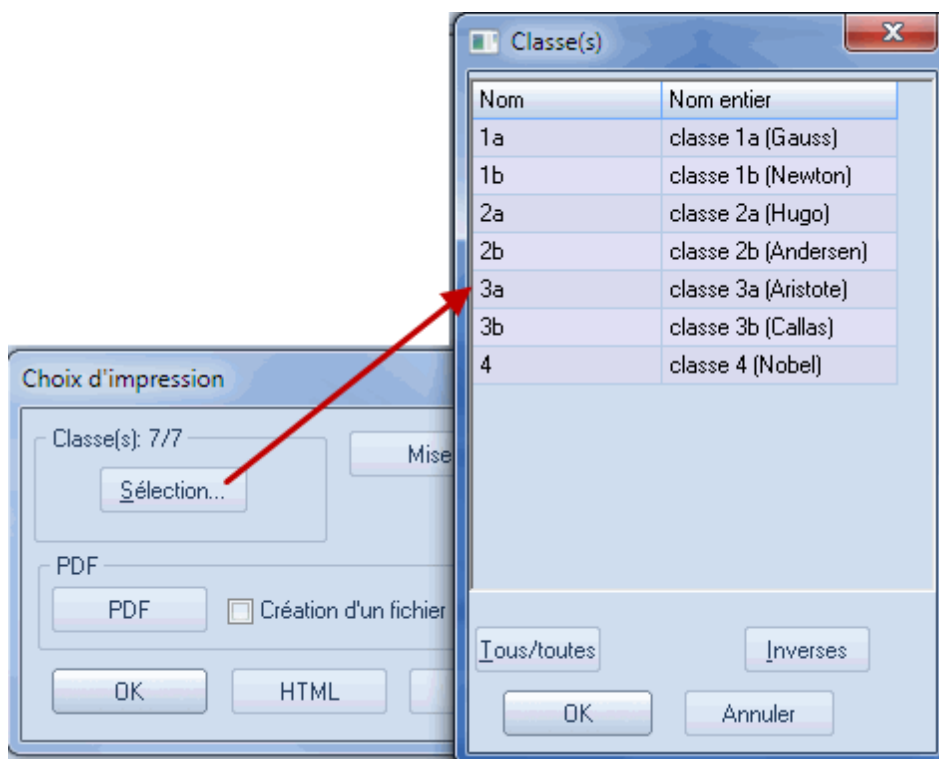 Classe(s)
Nom Nom entier
1a classe 1a (Gauss)
1b classe 1b (Newton)
2a classe 2a (Hugo)
2b classe 2b (Andersen)
3a classe 3a (Aristote)
3b classe 3b (Callas)
4 classe 4 (Nobel)
Tous/toutes Inverses
OK Annuler
Choix d'impression
Classe(s): 7/7
Mise
Sélection...
PDF
PDF Création d'un fichier
OK HTML